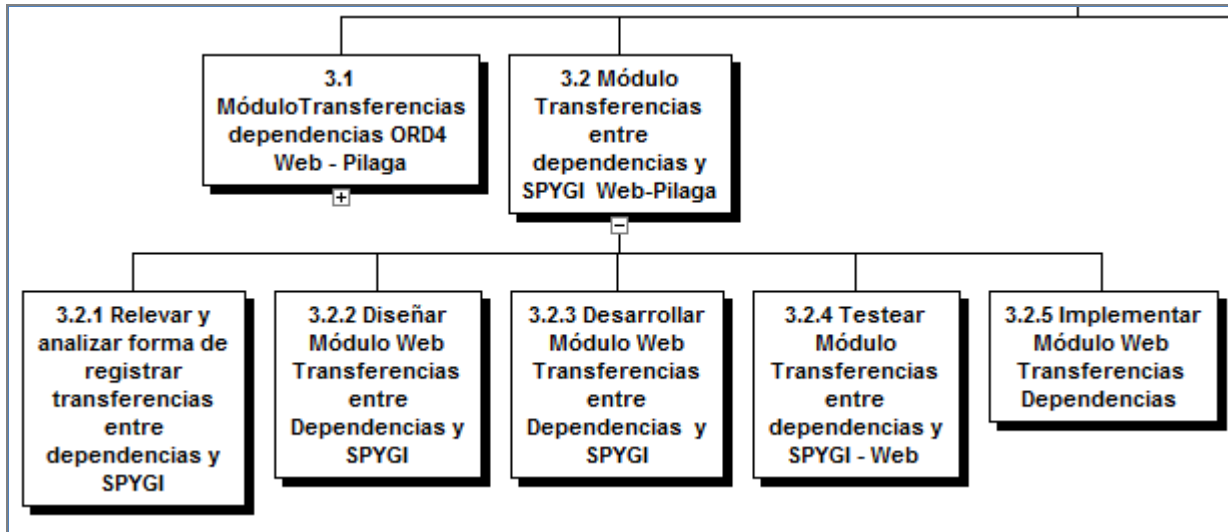 3.1
MóduloTransferencias
dependencias ORD4
Web - Pilaga
3.2 Módulo
Transferencias
entre
dependencias y
SPYGI Web-Pilaga
3.2.1 Relevar y
analizar forma de
registrar
transferencias
entre
dependencias y
SPYGI
3.2.2 Diseñar
Módulo Web
Transferencias
entre
Dependencias y
SPYGI
3.2.3 Desarrollar
Módulo Web
Transferencias
entre
Dependencias y
SPYGI
3.2.4 Testear
Módulo
Transferencias
entre
dependencias y
SPYGI - Web
3.2.5 Implementar
Módulo Web
Transferencias
Dependencias